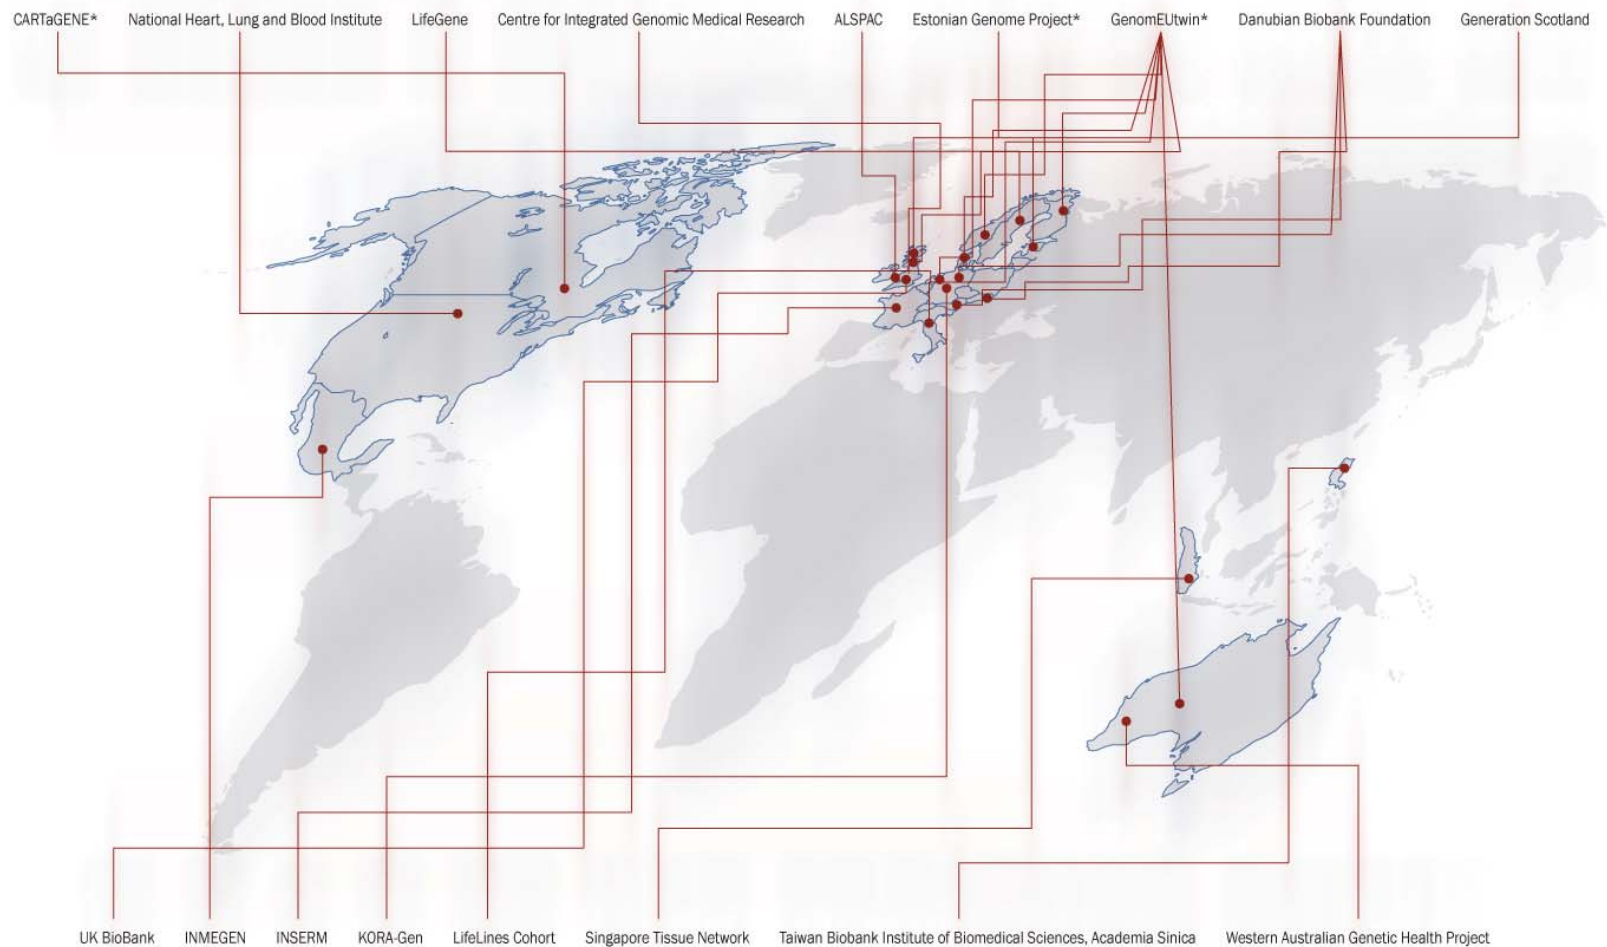 CARTaGENE*
National Heart, Lung and Blood Institute
LifeGene
Centre for Integrated Genomic Medical Research
ALSPAC
Estonian Genome Project*
GenomEUtwin*
Danubian Biobank Foundation
Generation Scotland
UK BioBank
INMEGEN
INSERM
KORA-Gen
LifeLines Cohort
Singapore Tissue Network
Taiwan Biobank Institute of Biomedical Sciences, Academia Sinica
Western Australian Genetic Health Project